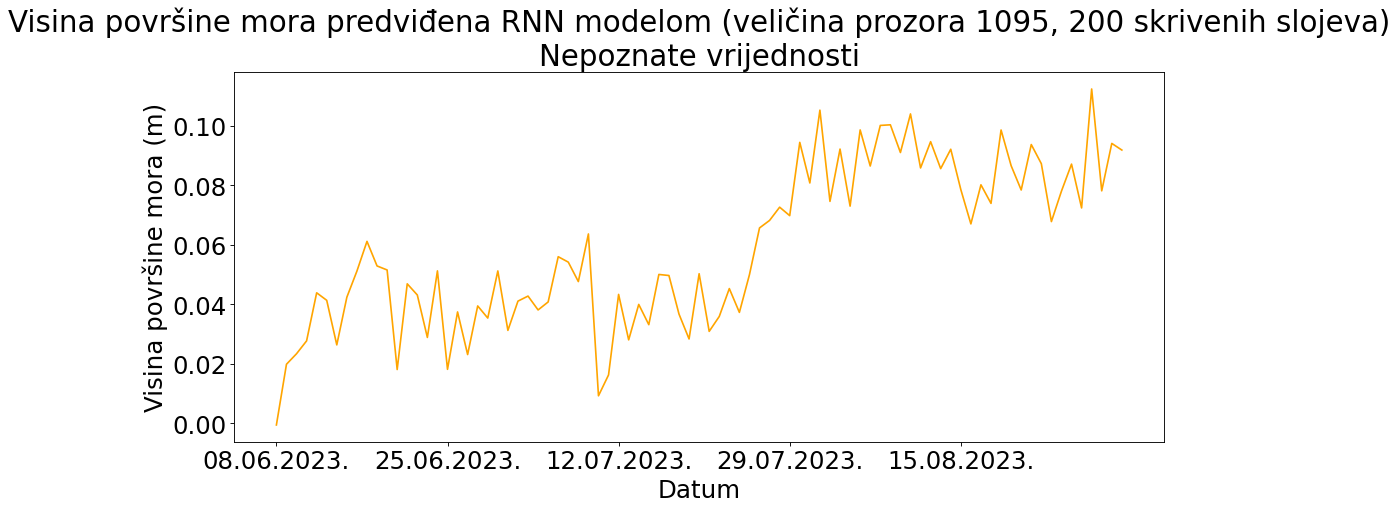 Visina površine mora predviđena RNN modelom (veličina prozora 1095, 200 skrivenih slojeva)
Nepoznate vrijednosti
Visina površine mora (m)
0.10
0.08
0.06
0.04
0.02
0.00
08.06.2023. 25.06.2023. 12.07.2023. 29.07.2023. 15.08.2023.
Datum